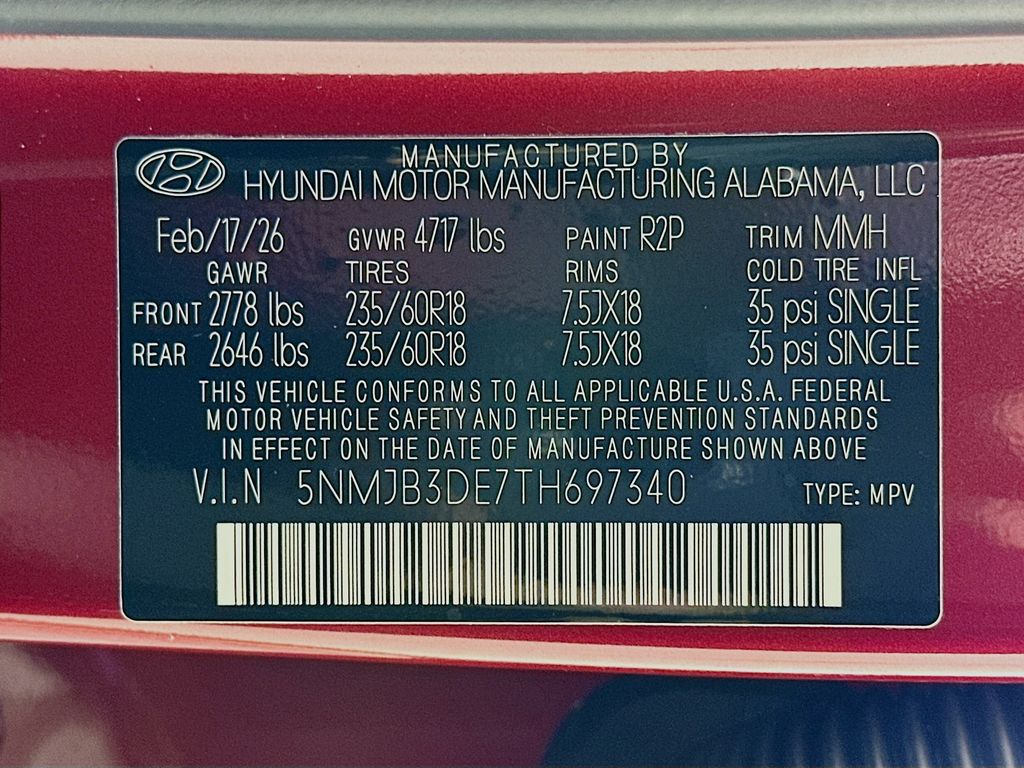 MANUFACTURED BY
HYUNDAI MOTOR MANUFACTURING ALABAMA, LLC
Feb/17/26 GVWR 4717 lbs PAINT R2P TRIM MMH
GAWR TIRES RIMS COLD TIRE INFL
FRONT 2778 lbs 235/60R18 7.5JX18 35 psi SINGLE
REAR 2646 lbs 235/60R18 7.5JX18 35 psi SINGLE
THIS VEHICLE CONFORMS TO ALL APPLICABLE U.S.A. FEDERAL
MOTOR VEHICLE SAFETY AND THEFT PREVENTION STANDARDS
IN EFFECT ON THE DATE OF MANUFACTURE SHOWN ABOVE
V.I.N 5NMJB3DE7TH697340 TYPE: MPV